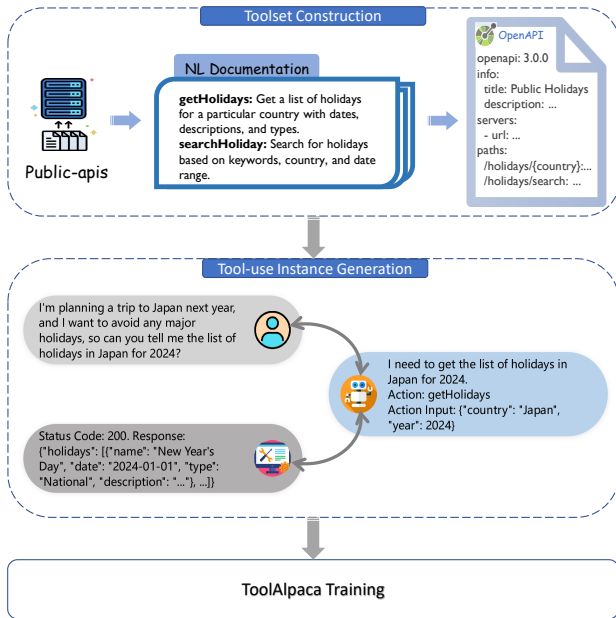 Toolset Construction
Public-apis
NL Documentation
getHolidays: Get a list of holidays
for a particular country with dates,
descriptions, and types.
searchHoliday: Search for holidays
based on keywords, country, and date
range.
OpenAPI
openapi: 3.0.0
info:
title: Public Holidays
description: ...
servers:
- url: ...
paths:
/holidays/{country}:...
/holidays/search: ...
Tool-use Instance Generation
I'm planning a trip to Japan next year,
and I want to avoid any major
holidays, so can you tell me the list of
holidays in Japan for 2024?
I need to get the list of holidays in
Japan for 2024.
Action: getHolidays
Action Input: {"country": "Japan",
"year": 2024}
Status Code: 200. Response:
{"holidays": [{"name": "New Year's
Day", "date": "2024-01-01", "type":
"National", "description": "..."}, ...]}
ToolAlpaca Training